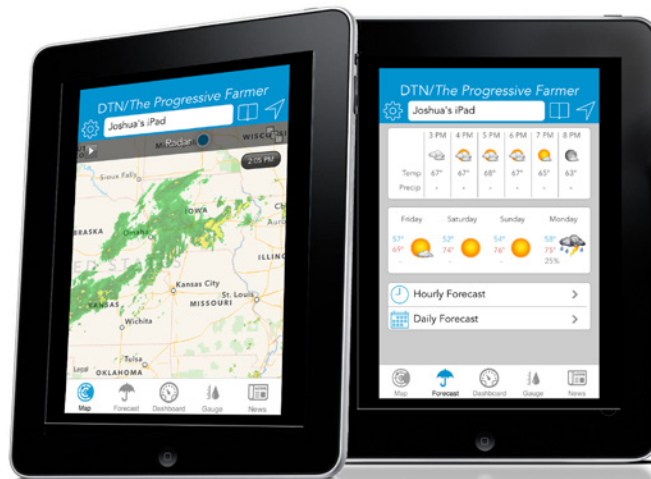 DTN/The Progressive Farmer
Joshua's iPad
Radar
2:05 PM
Sioux Falls
IOWA
Omaha
Kansas City
MISSOURI
St. Louis
KANSAS
Wichita
Tulsa
OKLAHOMA
Legal
Map Forecast Dashboard Gauge News
DTN/The Progressive Farmer
Joshua's iPad
3 PM 4 PM 5 PM 6 PM 7 PM 8 PM
Temp 67° 67° 68° 67° 65° 63°
Precip - - - - - -
Friday Saturday Sunday Monday
57° 52° 54° 58°
69° 74° 76° 75°
- - - 25%
Hourly Forecast
Daily Forecast
Map Forecast Dashboard Gauge News